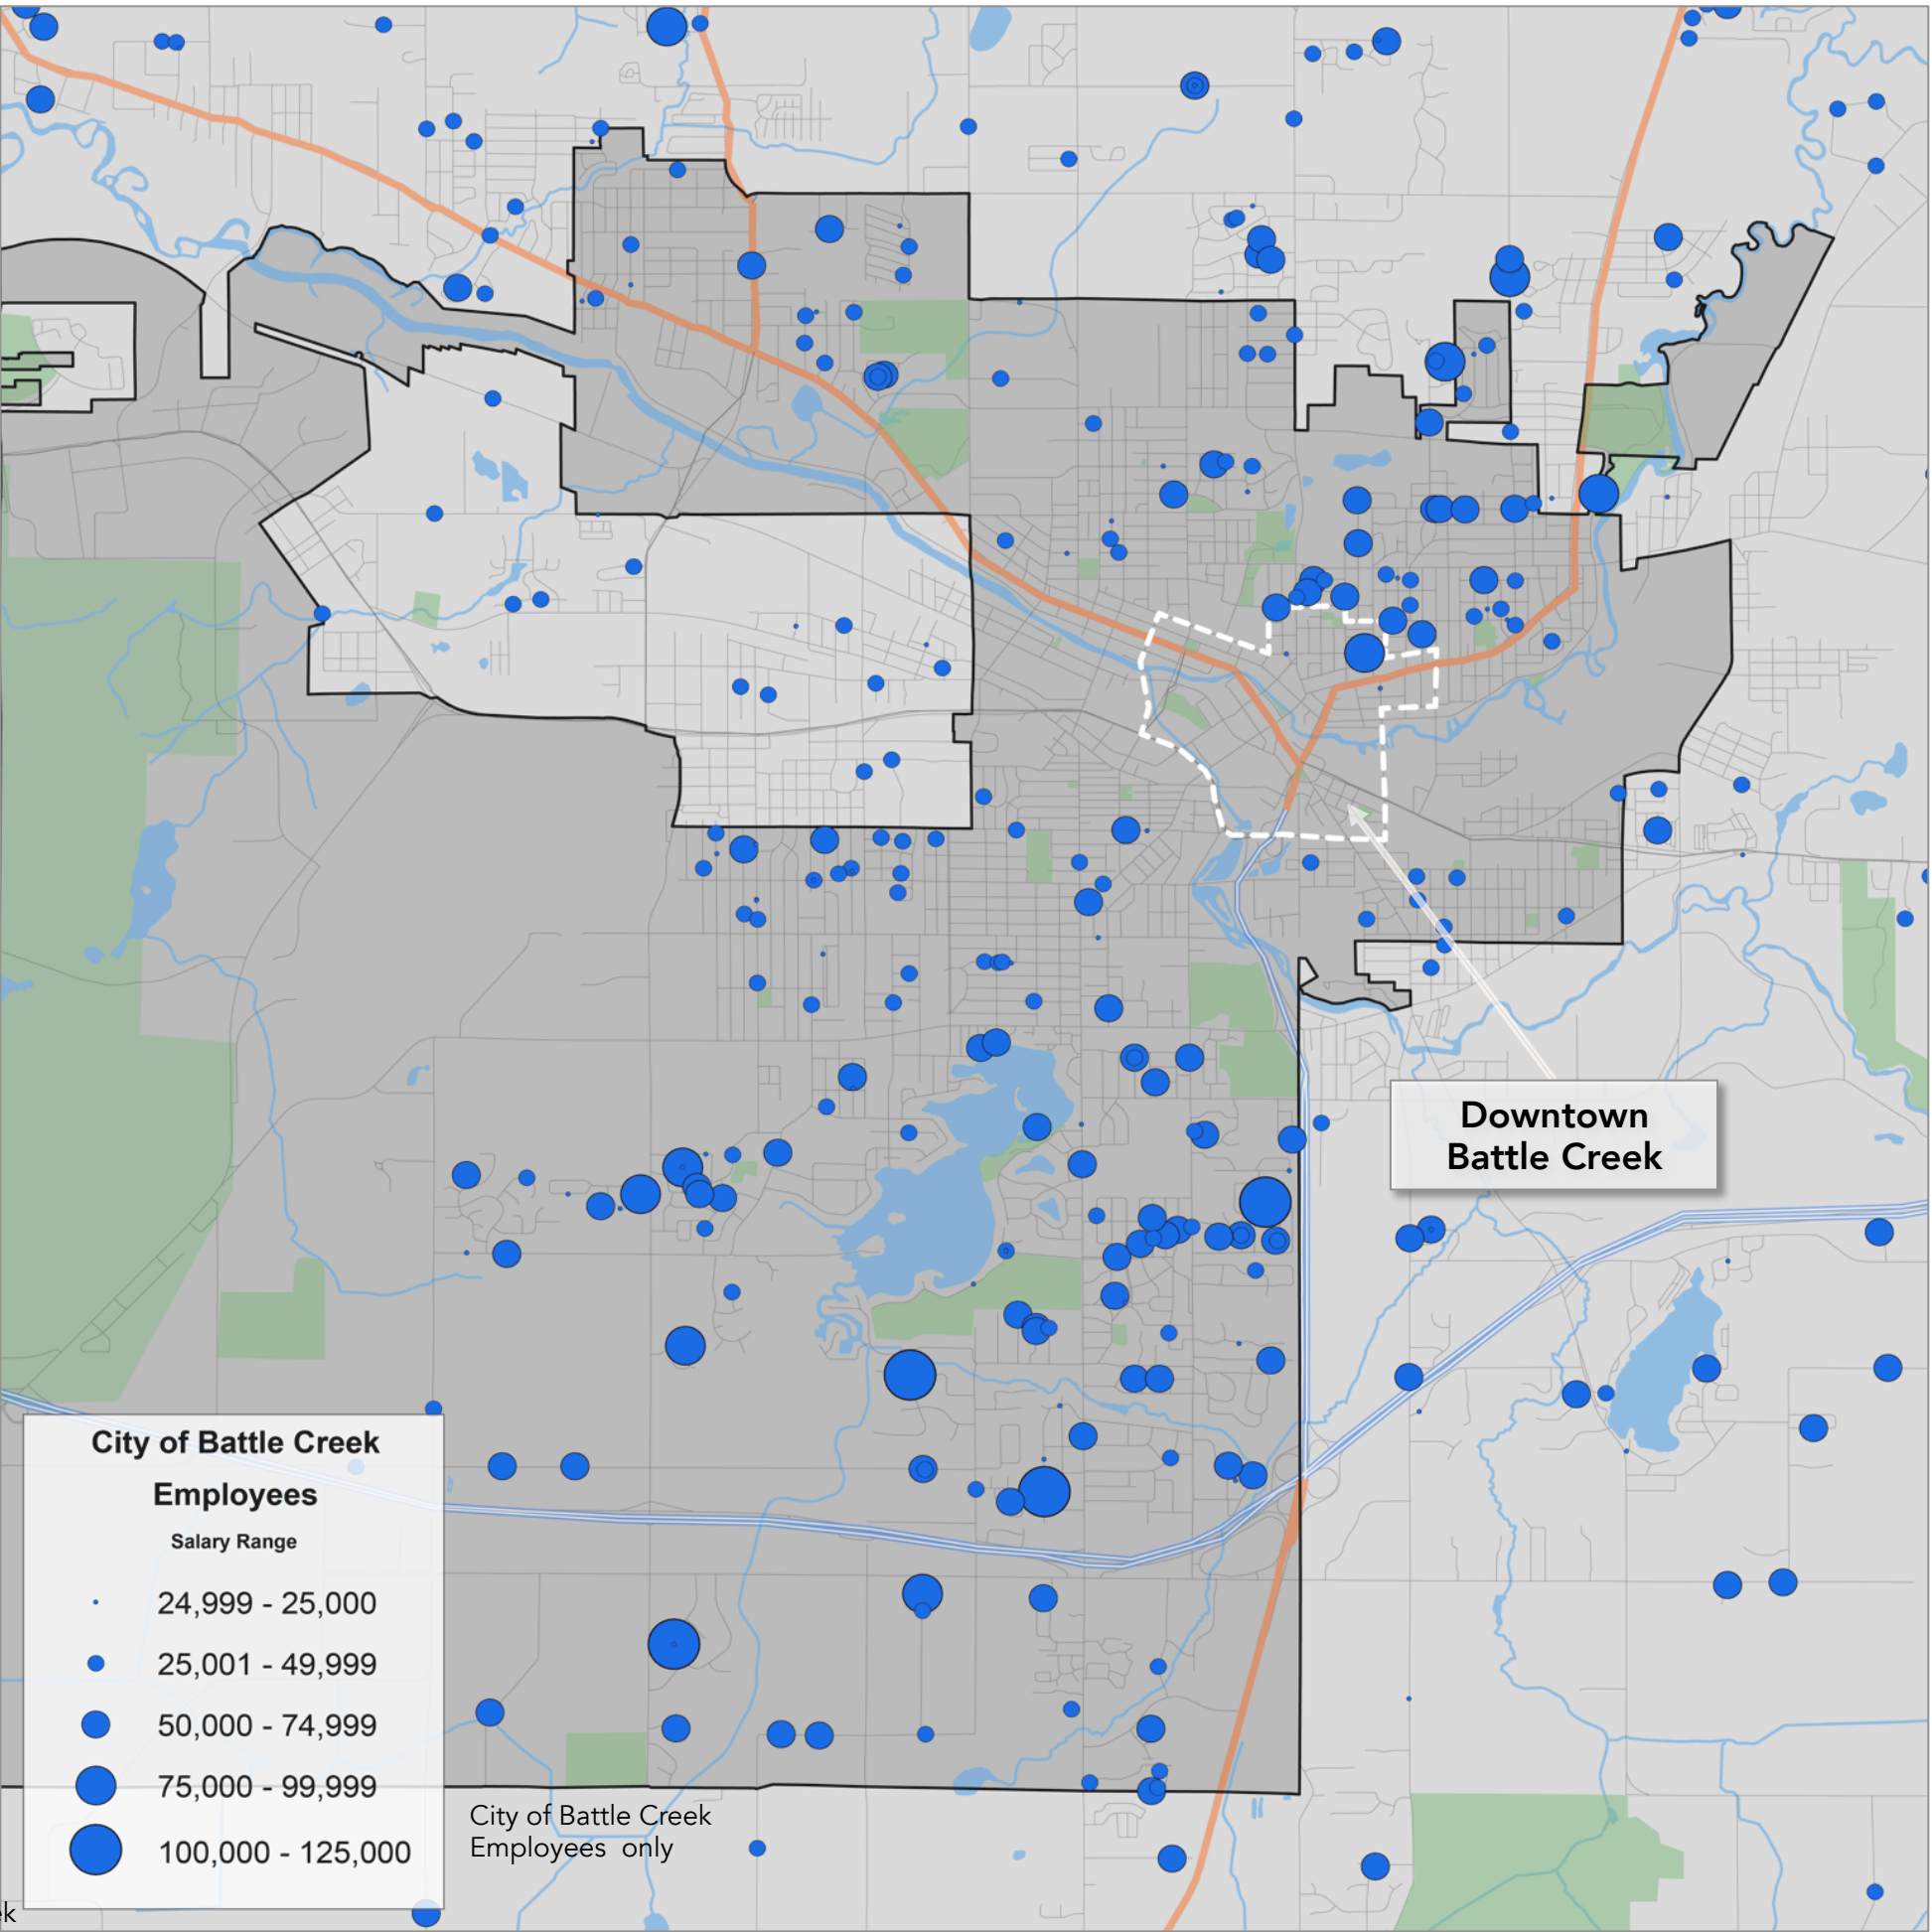 Downtown
Battle Creek
City of Battle Creek
Employees
Salary Range
24,999 - 25,000
25,001 - 49,999
50,000 - 74,999
75,000 - 99,999
100,000 - 125,000
City of Battle Creek
Employees only
ek